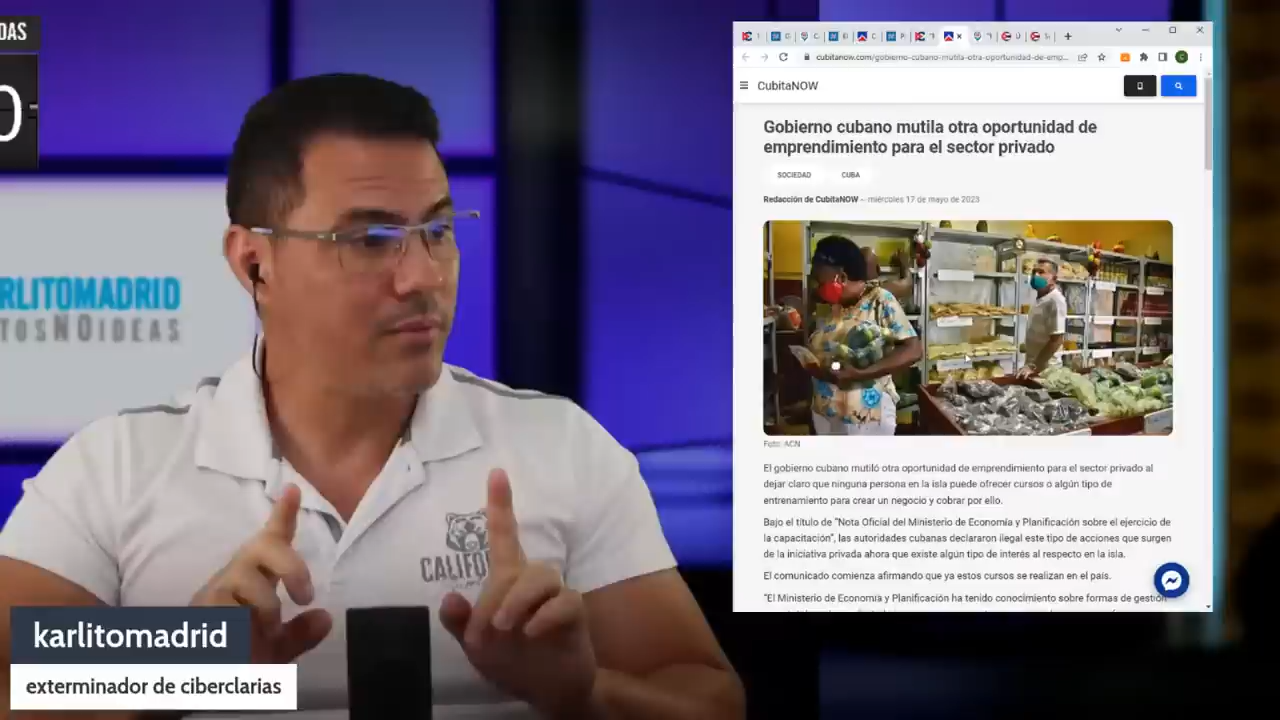 DAS
0
RLITOMADRID
TOSNOIDEAS
CALIFO
karlitomadrid
exterminador de ciberclarias
cubitanow.com/gobierno-cubano-mutila-otra-oportunidad-de-emp...
CubitaNOW
Gobierno cubano mutila otra oportunidad de
emprendimiento para el sector privado
SOCIEDAD CUBA
Redacción de CubitaNOW – miércoles 17 de mayo de 2023
Foto: ACN
El gobierno cubano mutiló otra oportunidad de emprendimiento para el sector privado al
dejar claro que ninguna persona en la isla puede ofrecer cursos o algún tipo de
entrenamiento para crear un negocio y cobrar por ello.
Bajo el título de "Nota Oficial del Ministerio de Economía y Planificación sobre el ejercicio de
la capacitación", las autoridades cubanas declararon ilegal este tipo de acciones que surgen
de la iniciativa privada ahora que existe algún tipo de interés al respecto en la isla.
El comunicado comienza afirmando que ya estos cursos se realizan en el país.
"El Ministerio de Economía y Planificación ha tenido conocimiento sobre formas de gestión